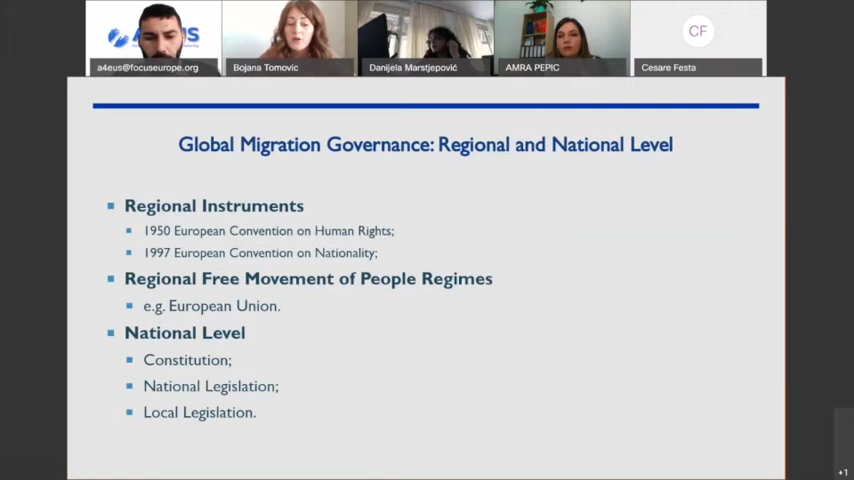 a4eus@focuseurope.org
Bojana Tomovic
Danijela Marstjepović
AMRA PEPIC
CF
Cesare Festa
Global Migration Governance: Regional and National Level
Regional Instruments
1950 European Convention on Human Rights;
1997 European Convention on Nationality;
Regional Free Movement of People Regimes
e.g. European Union.
National Level
Constitution;
National Legislation;
Local Legislation.
+1